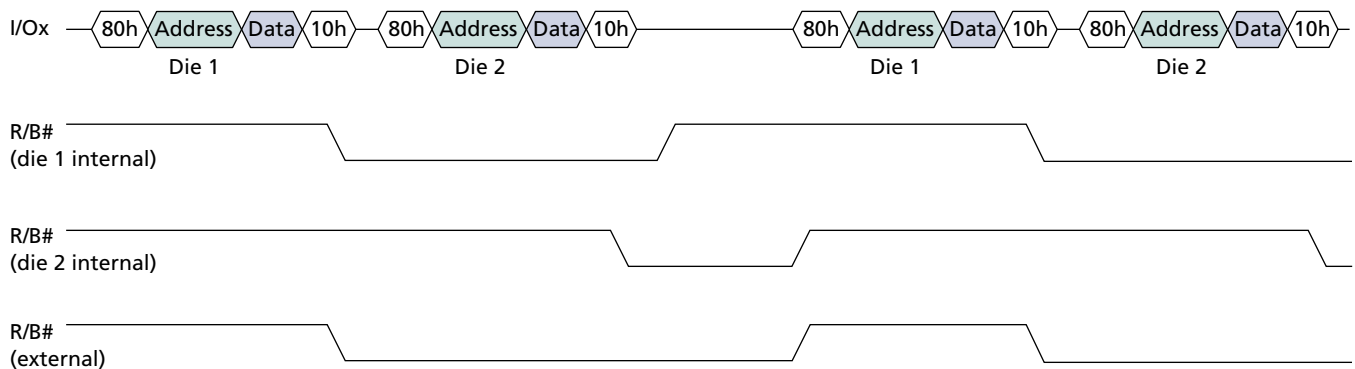 I/Ox 80h Address Data 10h 80h Address Data 10h 80h Address Data 10h 80h Address Data 10h
Die 1 Die 2 Die 1 Die 2
R/B#
(die 1 internal)
R/B#
(die 2 internal)
R/B#
(external)